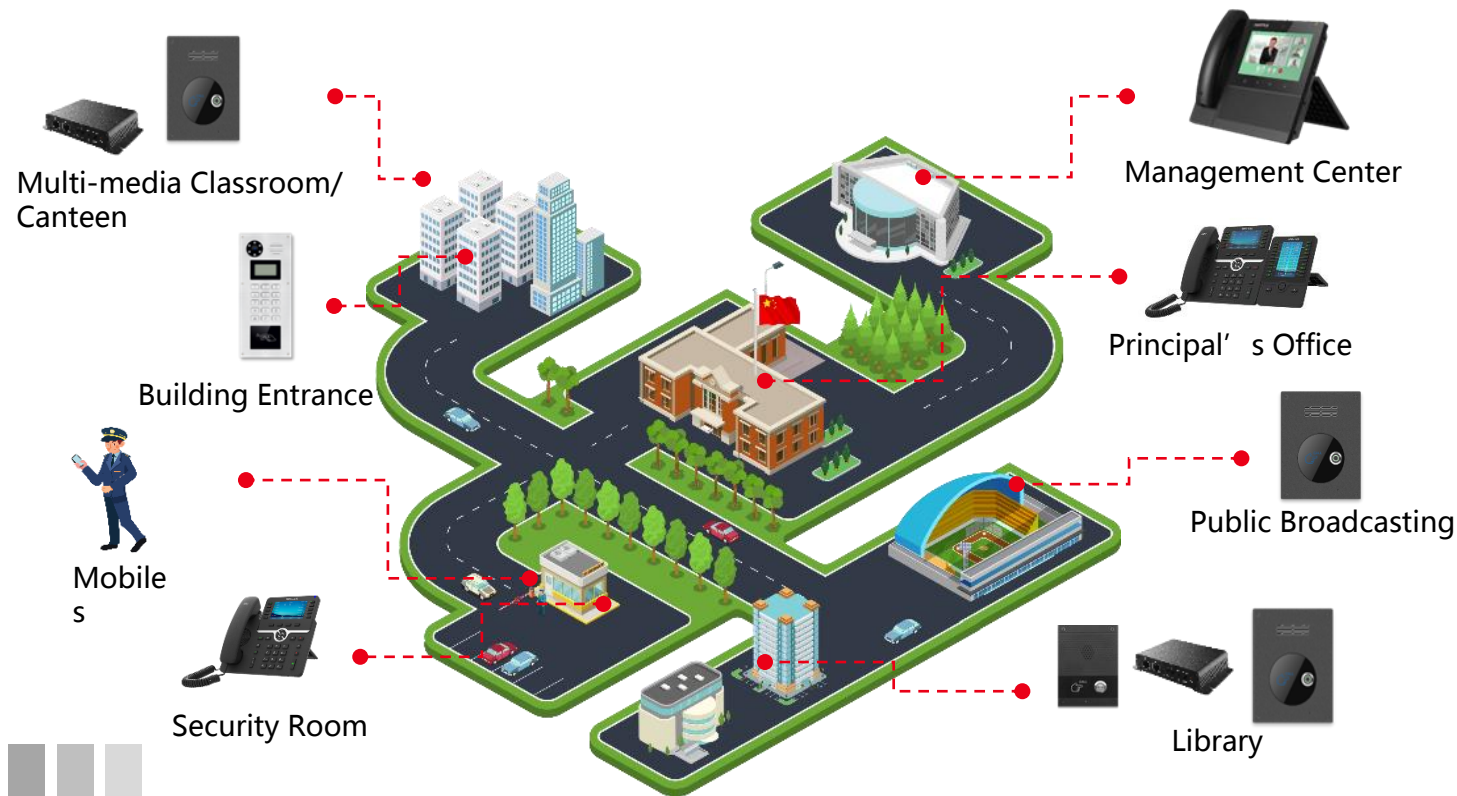 Multi-media Classroom/
Canteen
Management Center
Principal’s Office
Building Entrance
Public Broadcasting
Mobile
s
Security Room
Library